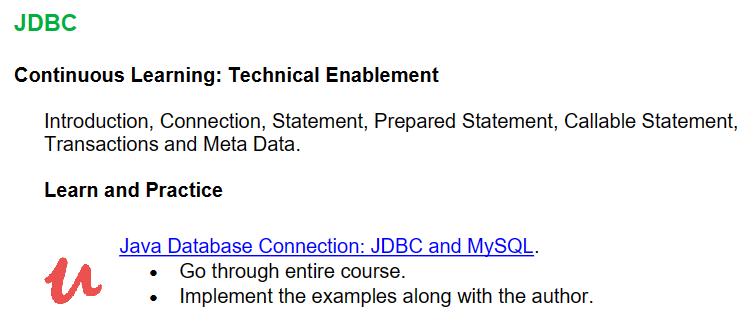 JDBC
Continuous Learning: Technical Enablement
Introduction, Connection, Statement, Prepared Statement, Callable Statement,
Transactions and Meta Data.
Learn and Practice
Java Database Connection: JDBC and MySQL.
• Go through entire course.
• Implement the examples along with the author.